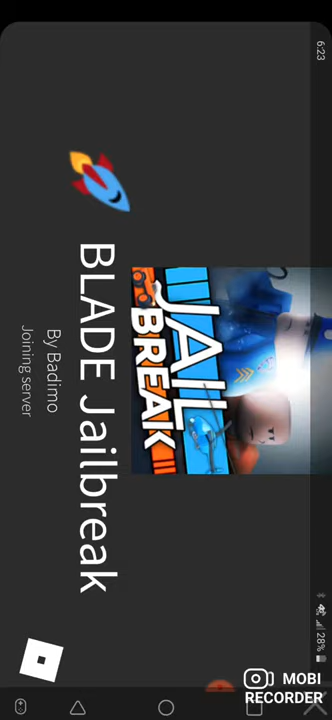 6:23
28%
JAIL
BREAK
BLADE Jailbreak
By Badimo
Joining server
MOBI
RECORDER